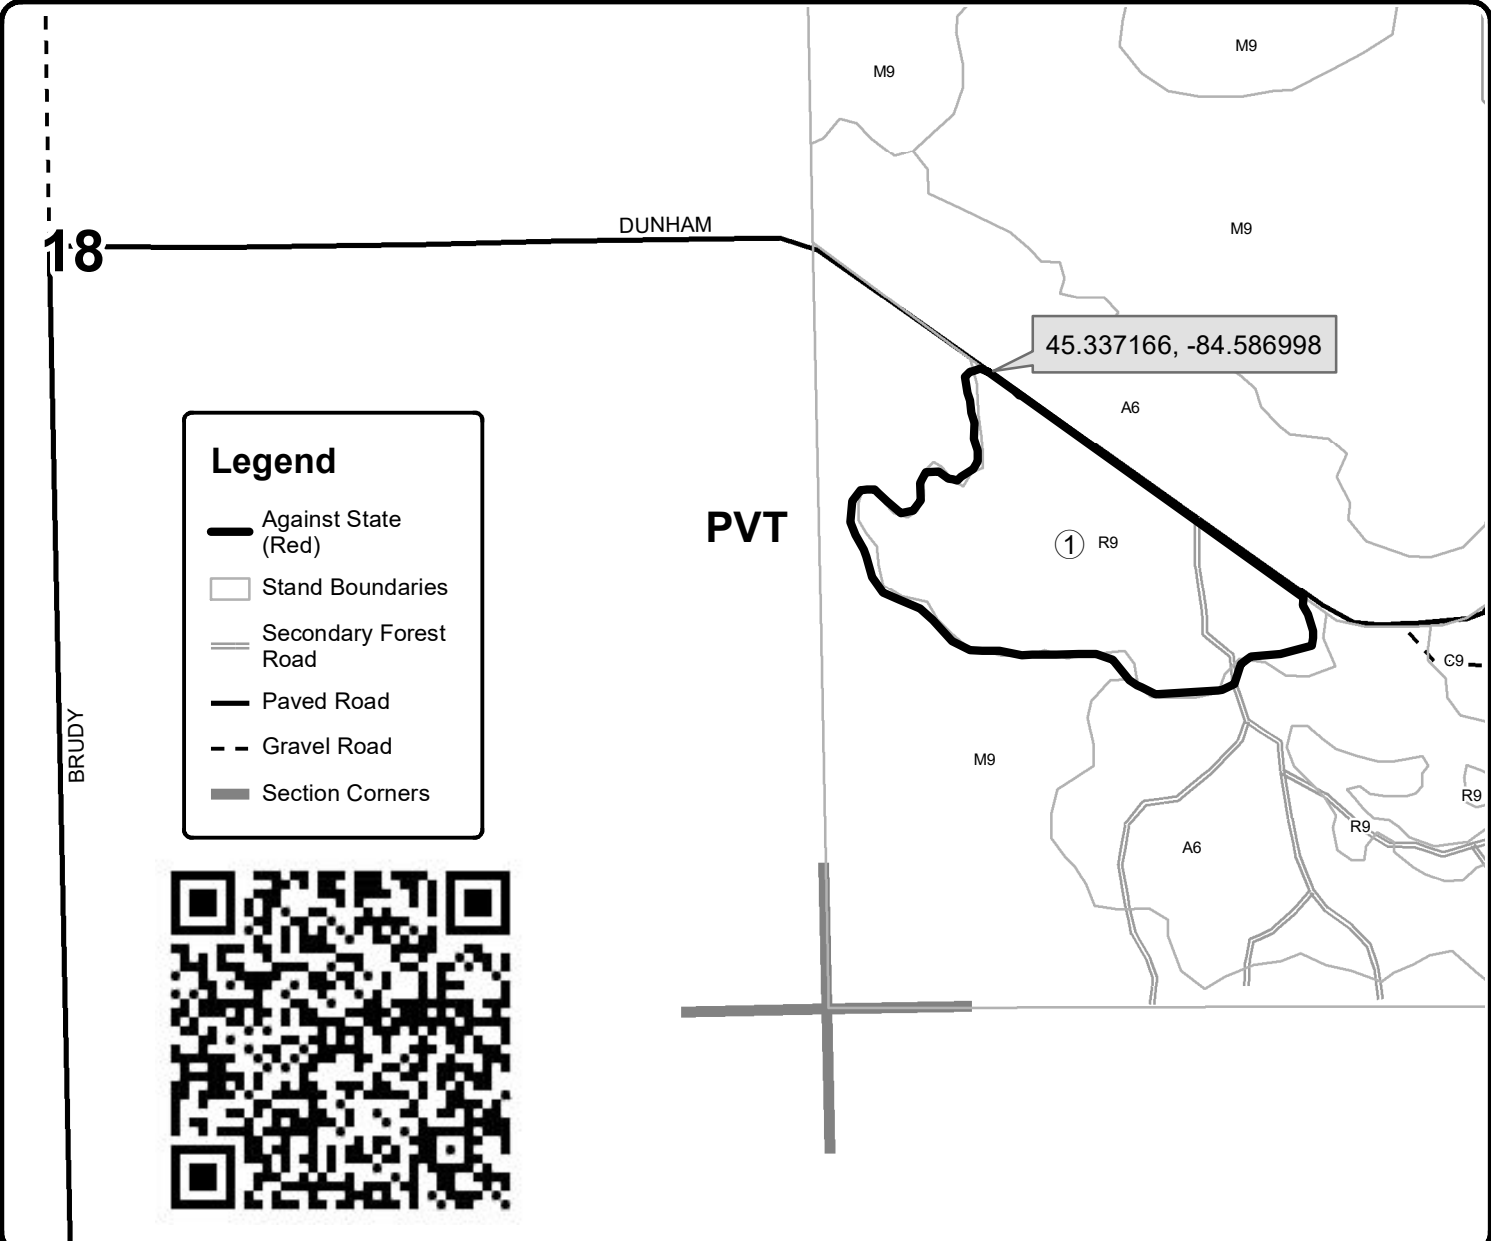 M9
M9
DUNHAM
M9
18
45.337166, -84.586998
A6
Legend
Against State
(Red)
Stand Boundaries
Secondary Forest
Road
Paved Road
Gravel Road
Section Corners
PVT
1
R9
C9
BRUDY
M9
R9
R9
A6